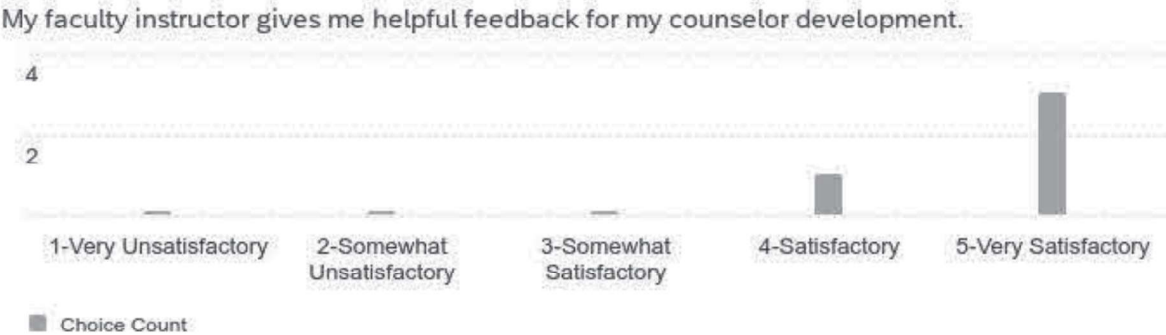 My faculty instructor gives me helpful feedback for my counselor development.
4
2
1-Very Unsatisfactory
2-Somewhat
Unsatisfactory
3-Somewhat
Satisfactory
4-Satisfactory
5-Very Satisfactory
Choice Count